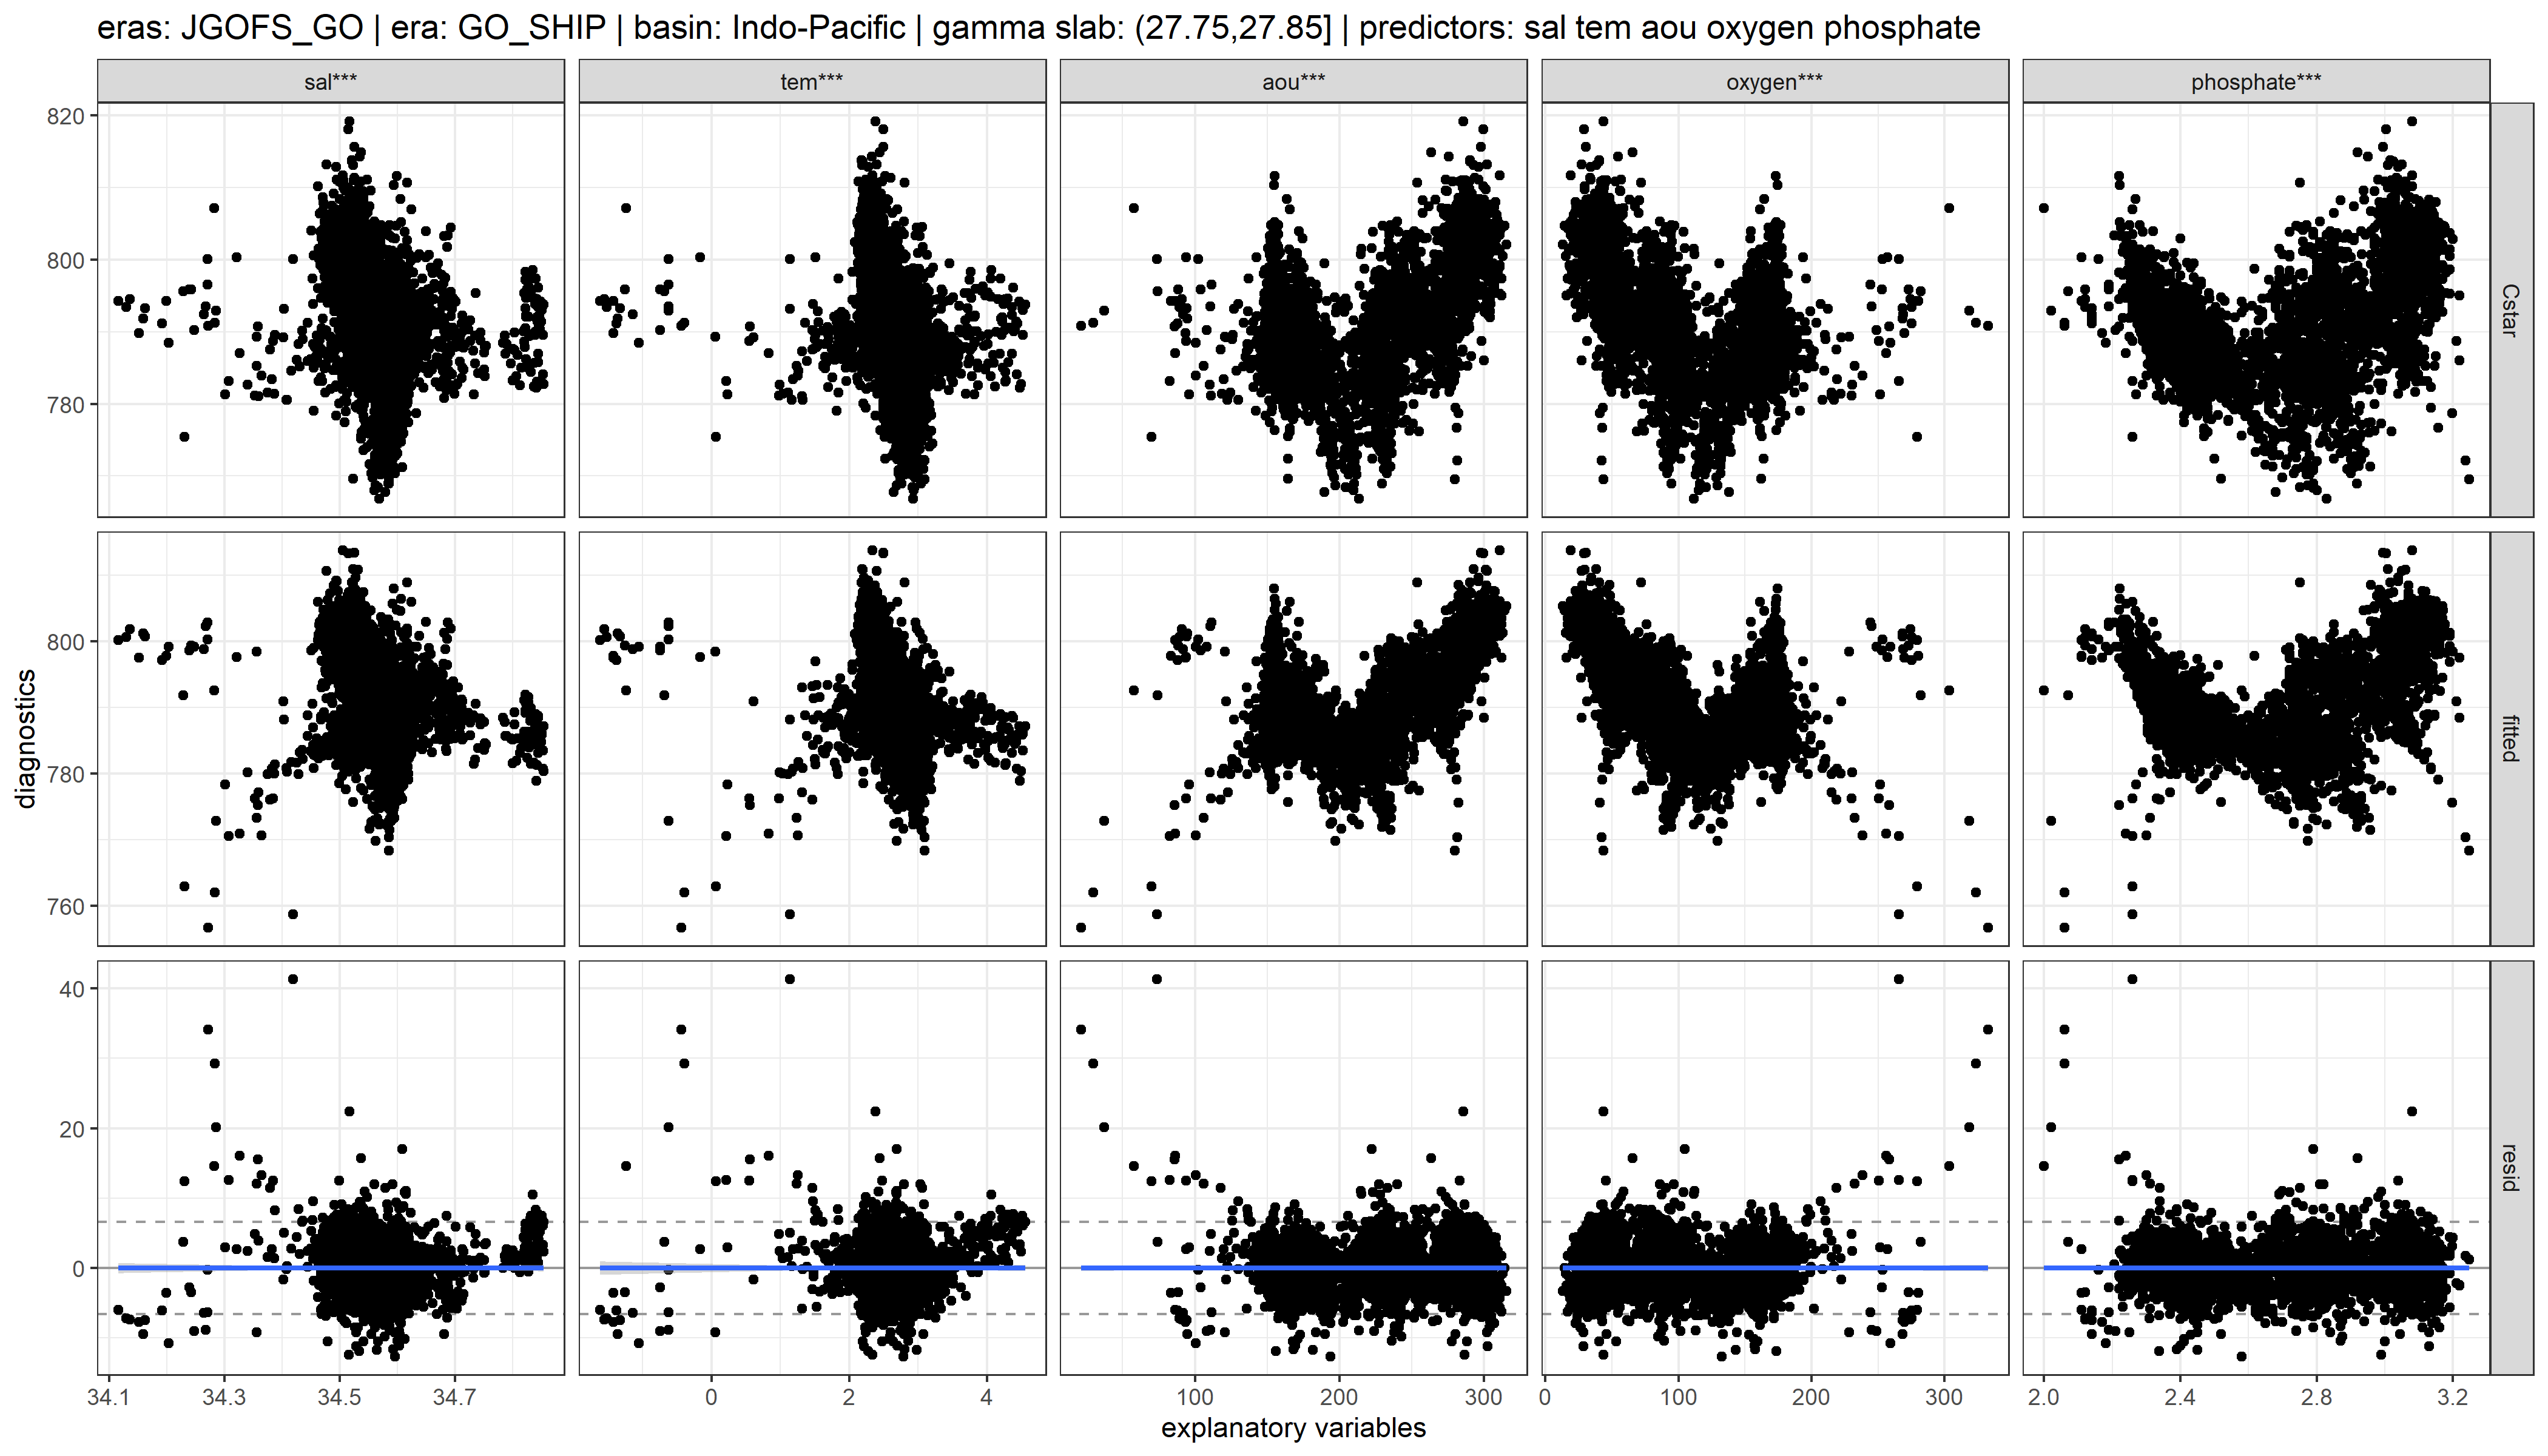 eras: JGOFS_GO | era: GO_SHIP | basin: Indo-Pacific | gamma slab: (27.75,27.85] | predictors: sal tem aou oxygen phosphate
sal*** tem*** aou*** oxygen*** phosphate***
820
800
780
Cstar
800
780
760
fitted
40
20
0
resid
diagnostics
34.1 34.3 34.5 34.7 0 2 4 100 200 300 0 100 200 300 2.0 2.4 2.8 3.2
explanatory variables